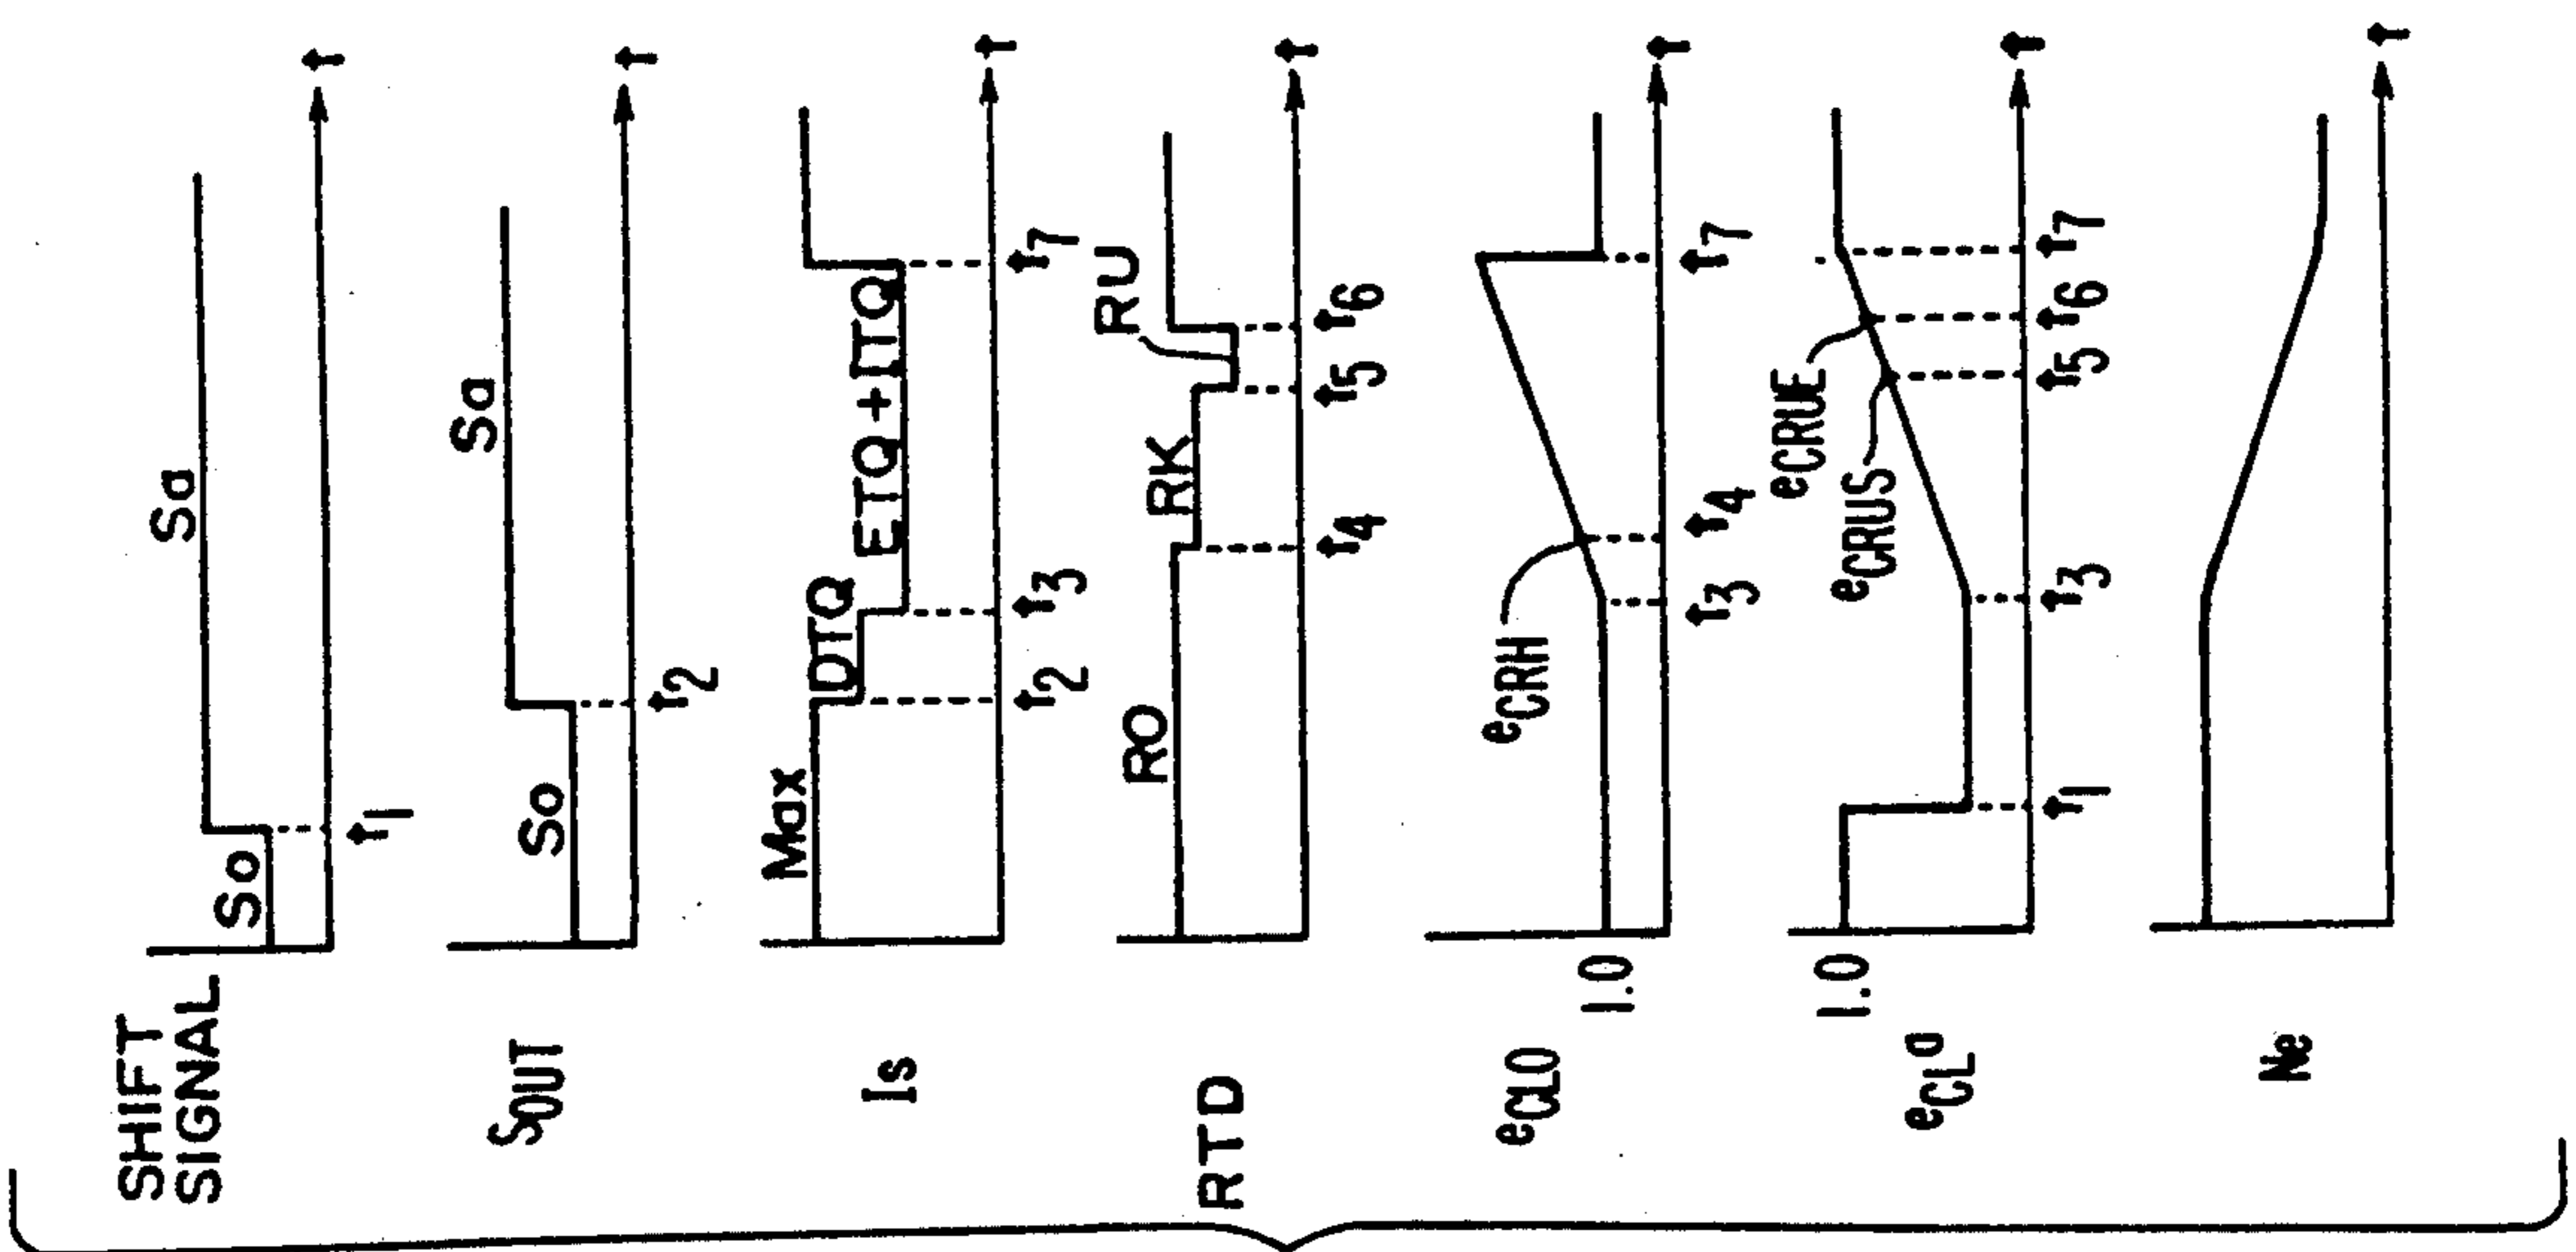 SHIFT
SIGNAL
So
Sa
t1
t
SOUT
So
Sa
t2
t
Is
Max
DTQ
ETQ+ITQ
t2
t3
t7
t
RTD
RO
RK
RU
t4
t5
t6
t
eCLO
1.0
eCRH
t3
t4
t7
t
eCLa
1.0
eCRUS
eCRUE
t1
t3
t5
t6
t7
t
Ne
t